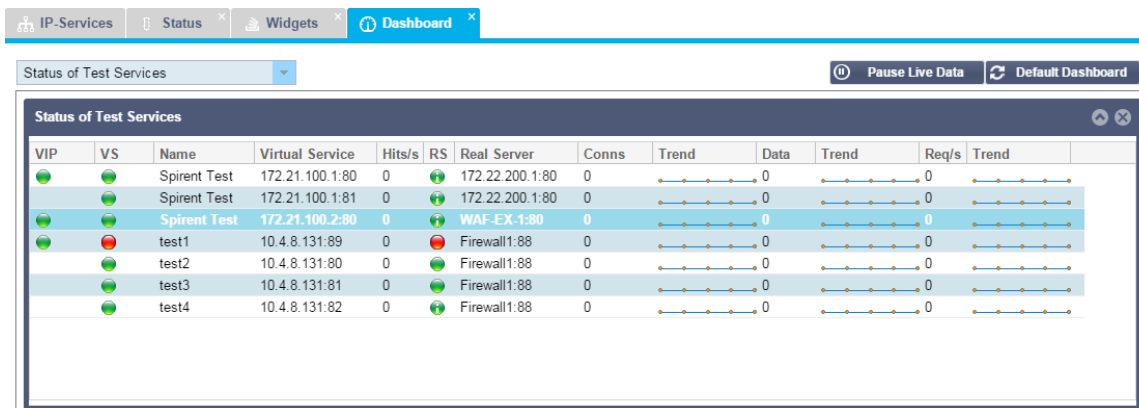 IP-Services Status Widgets Dashboard
Status of Test Services Pause Live Data Default Dashboard
Status of Test Services
VIP VS Name Virtual Service Hits/s RS Real Server Conns Trend Data Trend Req/s Trend
Spirent Test 172.21.100.1:80 0 172.22.200.1:80 0 0 0
Spirent Test 172.21.100.1:81 0 172.22.200.1:80 0 0 0
Spirent Test 172.21.100.2:80 0 WAF-EX-1:80 0 0 0
test1 10.4.8.131:89 0 Firewall1:88 0 0 0
test2 10.4.8.131:80 0 Firewall1:88 0 0 0
test3 10.4.8.131:81 0 Firewall1:88 0 0 0
test4 10.4.8.131:82 0 Firewall1:88 0 0 0